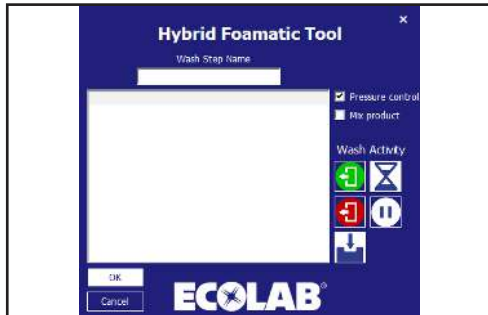 ×
Hybrid Foamatic Tool
Wash Step Name
Pressure control
Mix product
Wash Activity
OK
Cancel
ECOLAB®